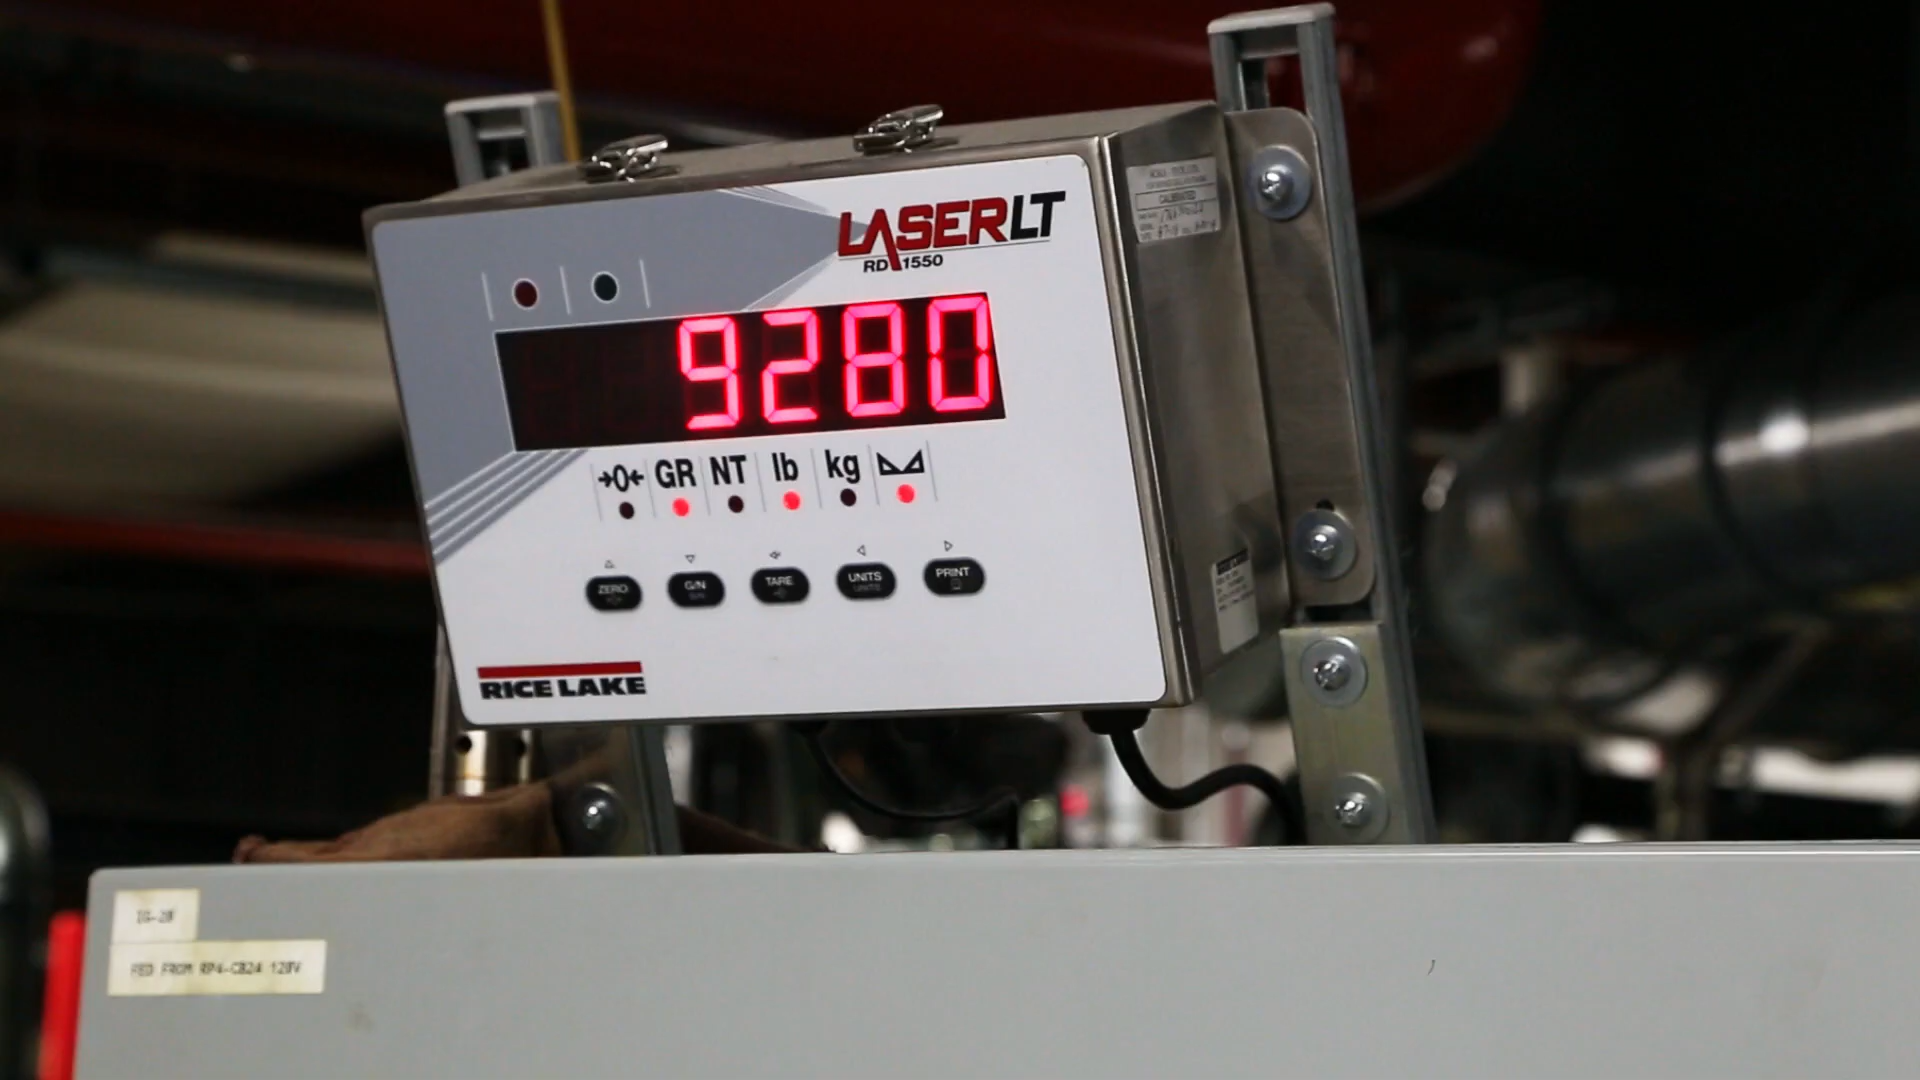 LASERLT
RD 1550
9280
→0← GR NT lb kg
ZERO G/N TARE UNITS PRINT
RICE LAKE
CALIBRATED
FED FROM RP4-CB24 120V